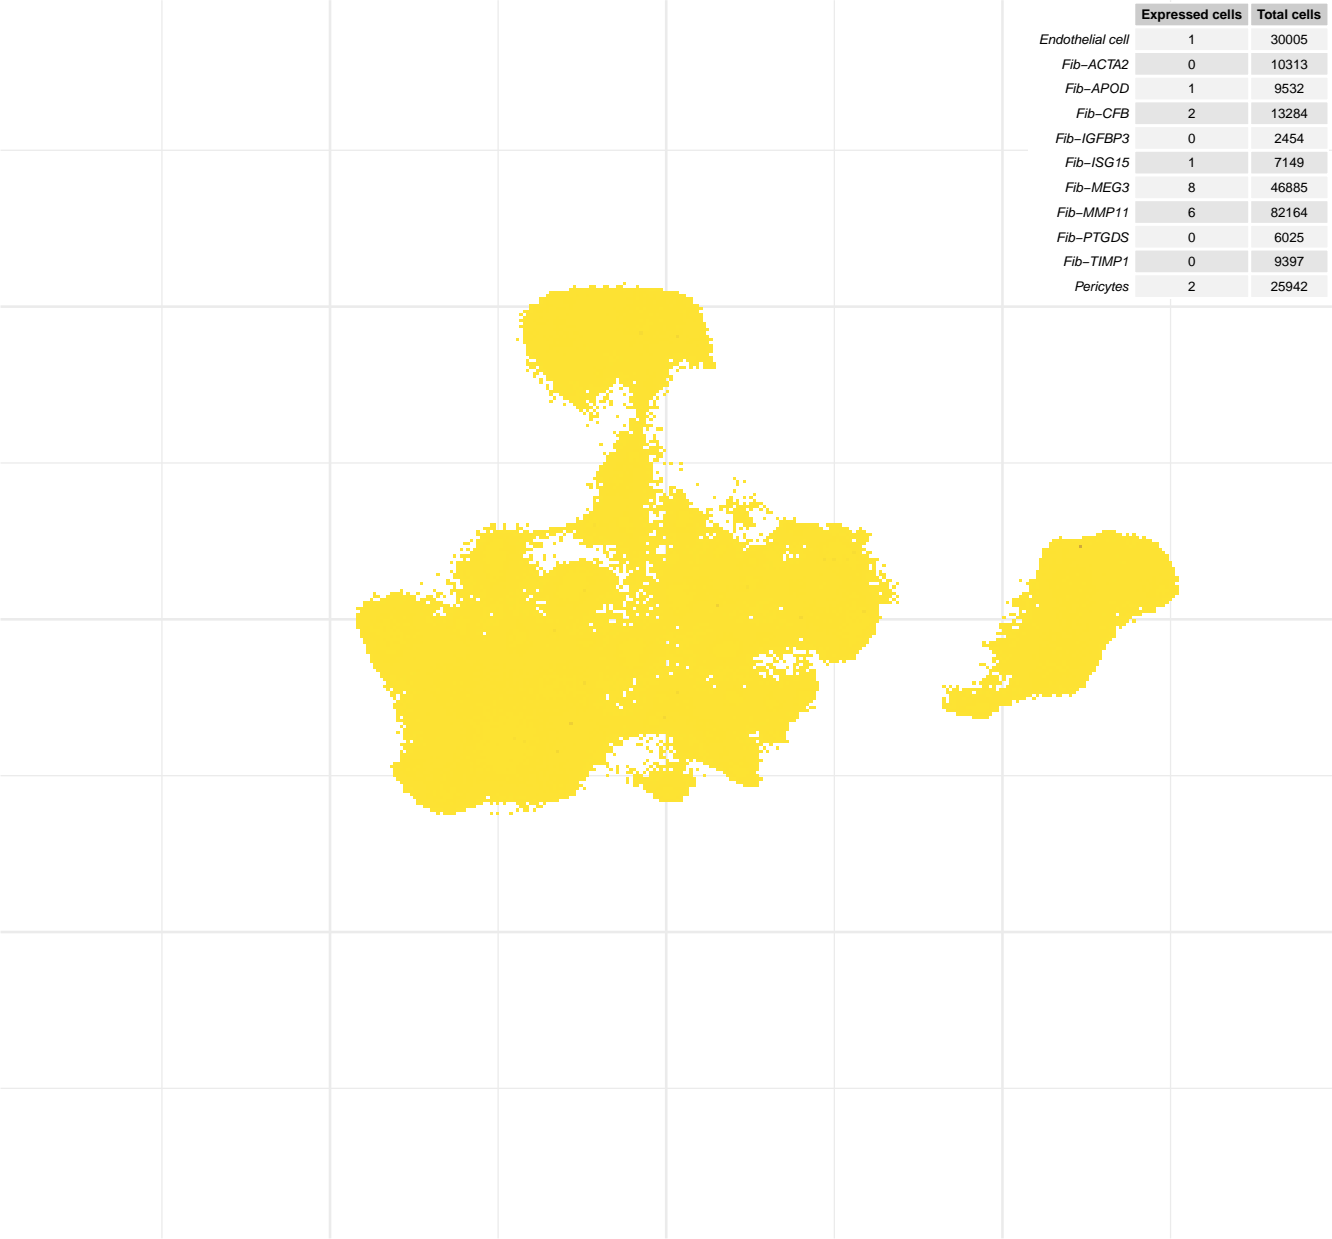 Expressed cells Total cells
Endothelial cell 1 30005
Fib−ACTA2 0 10313
Fib−APOD 1 9532
Fib−CFB 2 13284
Fib−IGFBP3 0 2454
Fib−ISG15 1 7149
Fib−MEG3 8 46885
Fib−MMP11 6 82164
Fib−PTGDS 0 6025
Fib−TIMP1 0 9397
Pericytes 2 25942